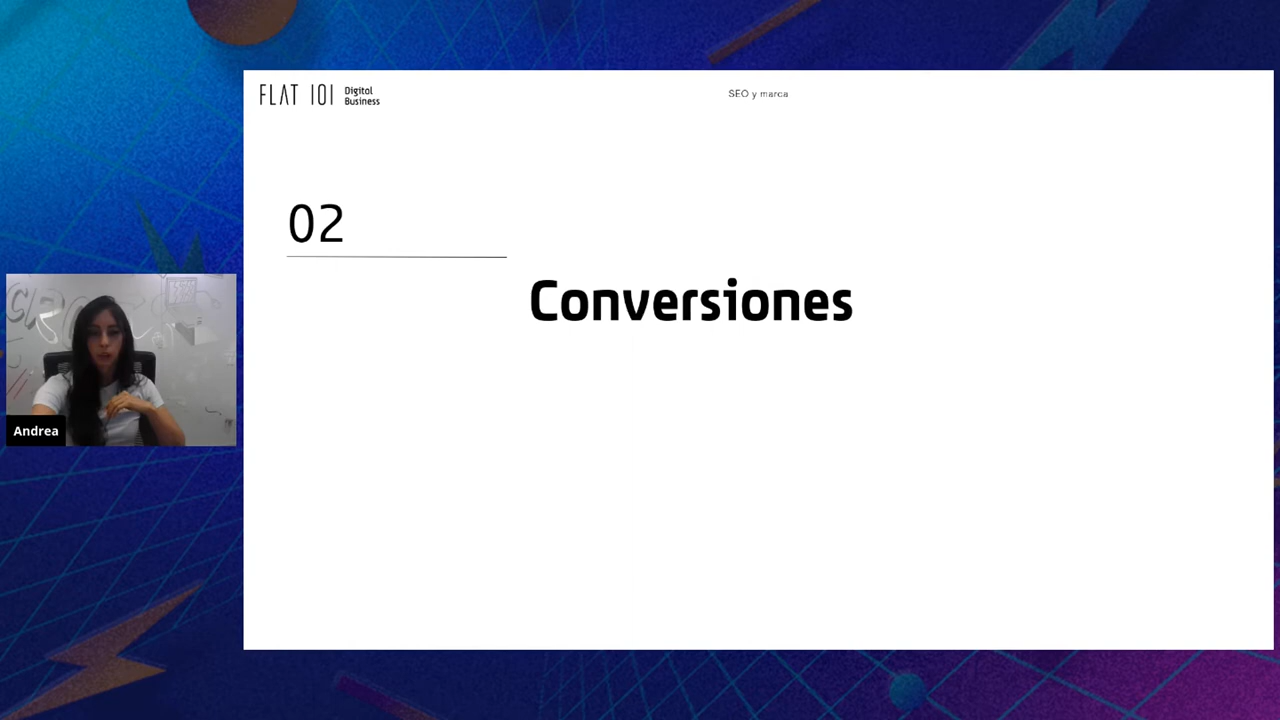 FLAT 101
Digital
Business
SEO y marca
02
Conversiones
Andrea